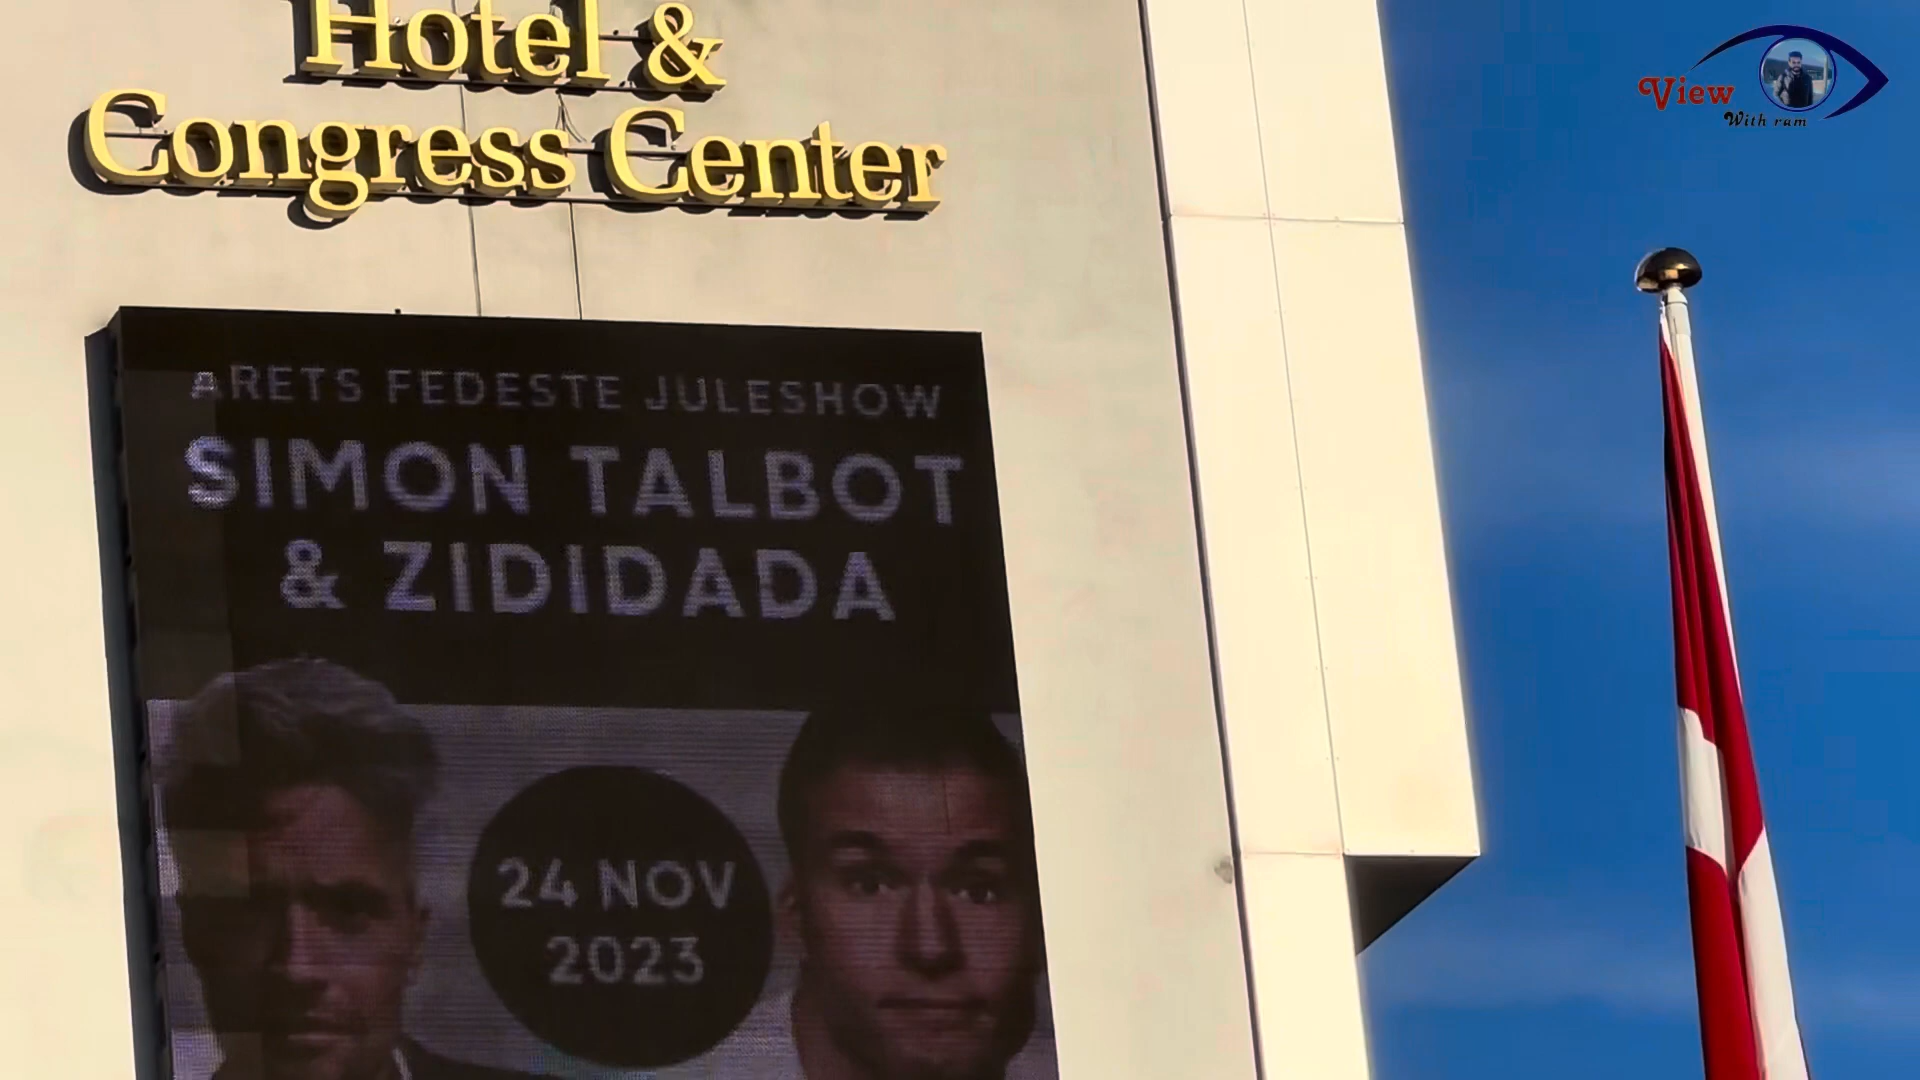 Hotel &
Congress Center
ÅRETS FEDESTE JULESHOW
SIMON TALBOT
& ZIDIDADA
24 NOV
2023
View
With ram